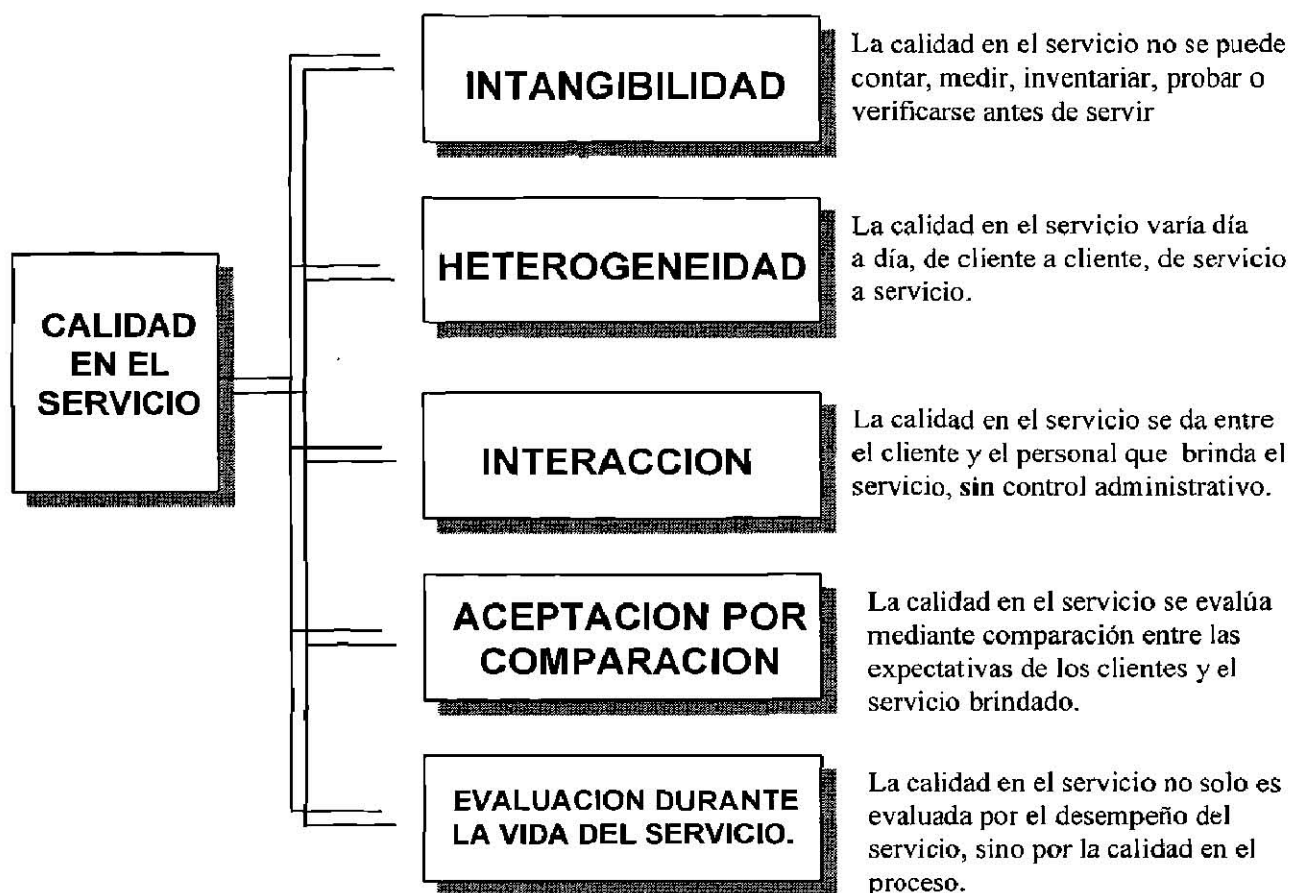 CALIDAD
EN EL
SERVICIO
INTANGIBILIDAD
La calidad en el servicio no se puede
contar, medir, inventariar, probar o
verificarse antes de servir
HETEROGENEIDAD
La calidad en el servicio varía día
a día, de cliente a cliente, de servicio
a servicio.
INTERACCION
La calidad en el servicio se da entre
el cliente y el personal que brinda el
servicio, sin control administrativo.
ACEPTACION POR
COMPARACION
La calidad en el servicio se evalúa
mediante comparación entre las
expectativas de los clientes y el
servicio brindado.
EVALUACION DURANTE
LA VIDA DEL SERVICIO.
La calidad en el servicio no solo es
evaluada por el desempeño del
servicio, sino por la calidad en el
proceso.